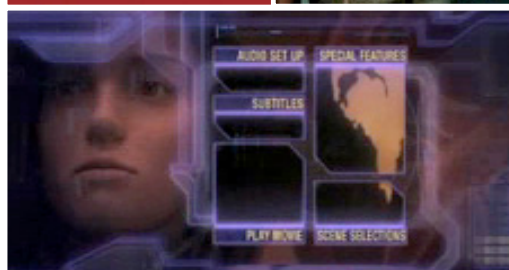 AUDIO SET UP
SPECIAL FEATURES
SUBTITLES
PLAY MOVIE
SCENE SELECTIONS